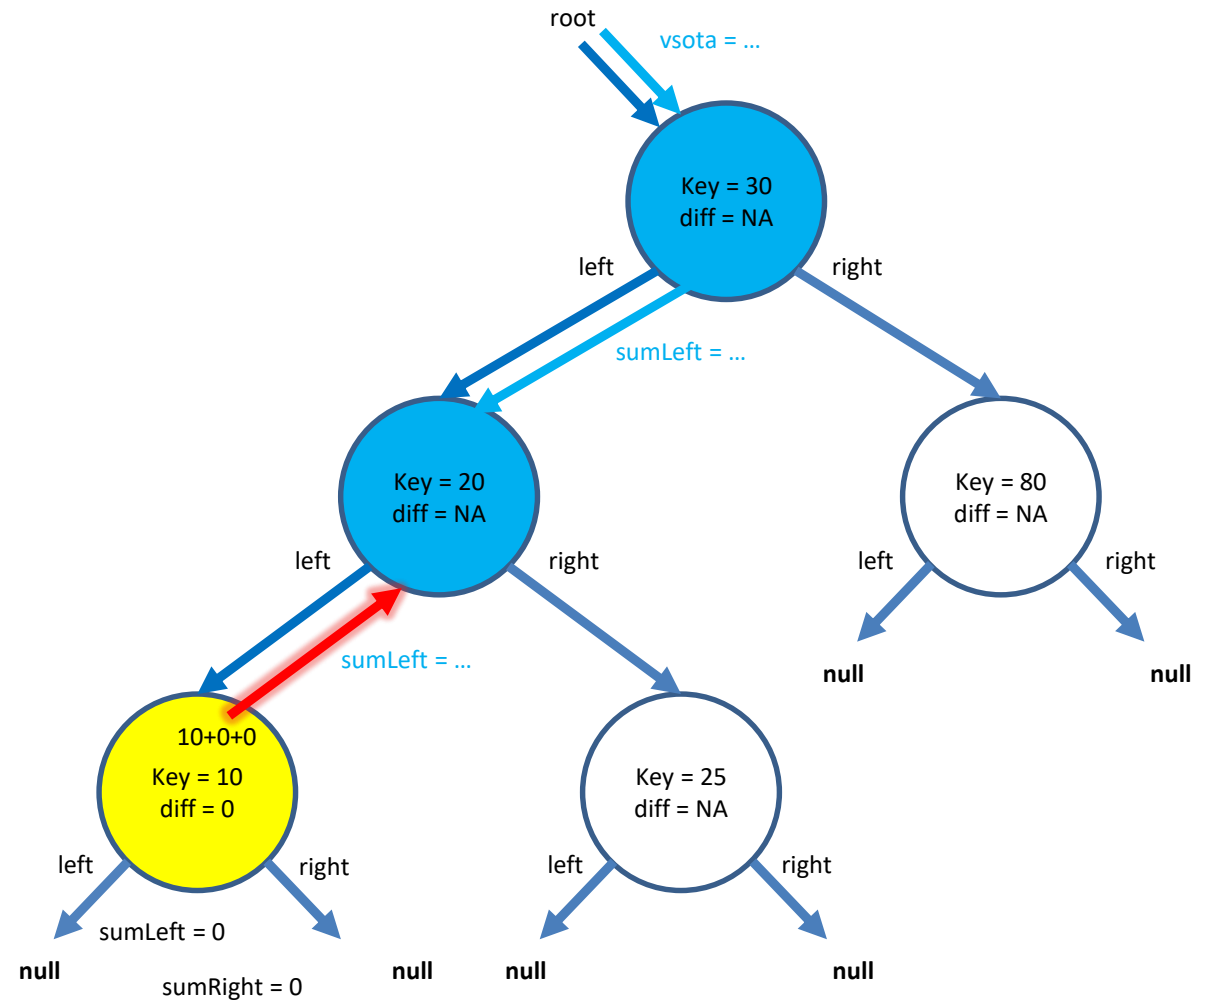 root
vsota = ...
Key = 30
diff = NA
left
right
sumLeft = ...
Key = 20
diff = NA
Key = 80
diff = NA
left
right
left
right
sumLeft = ...
null
null
10+0+0
Key = 10
diff = 0
Key = 25
diff = NA
left
right
left
right
sumLeft = 0
null
null
null
null
sumRight = 0